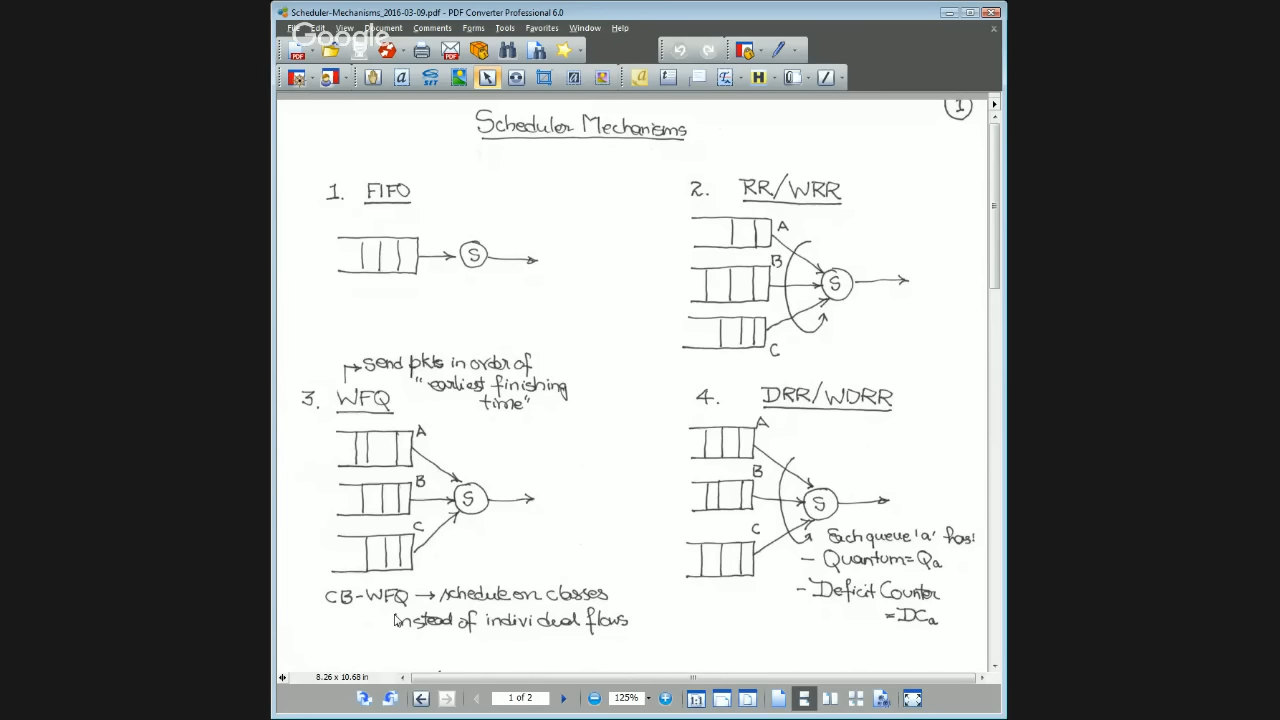 Scheduler-Mechanisms_2016-03-09.pdf - PDF Converter Professional 6.0
File Edit View Document Comments Forms Tools Favorites Window Help
Google
1
Scheduler Mechanisms
1. FIFO
S
2. RR/WRR
A
B
S
C
send pkts in order of
"earliest finishing
time"
3. WFQ
A
B
S
C
CB-WFQ → schedule on classes
instead of individual flows
4. DRR/WDRR
A
B
S
C
Each queue 'a' has:
- Quantum = Qa
- Deficit Counter
= DCa
8.26 x 10.68 in
1 of 2
125%
1:1